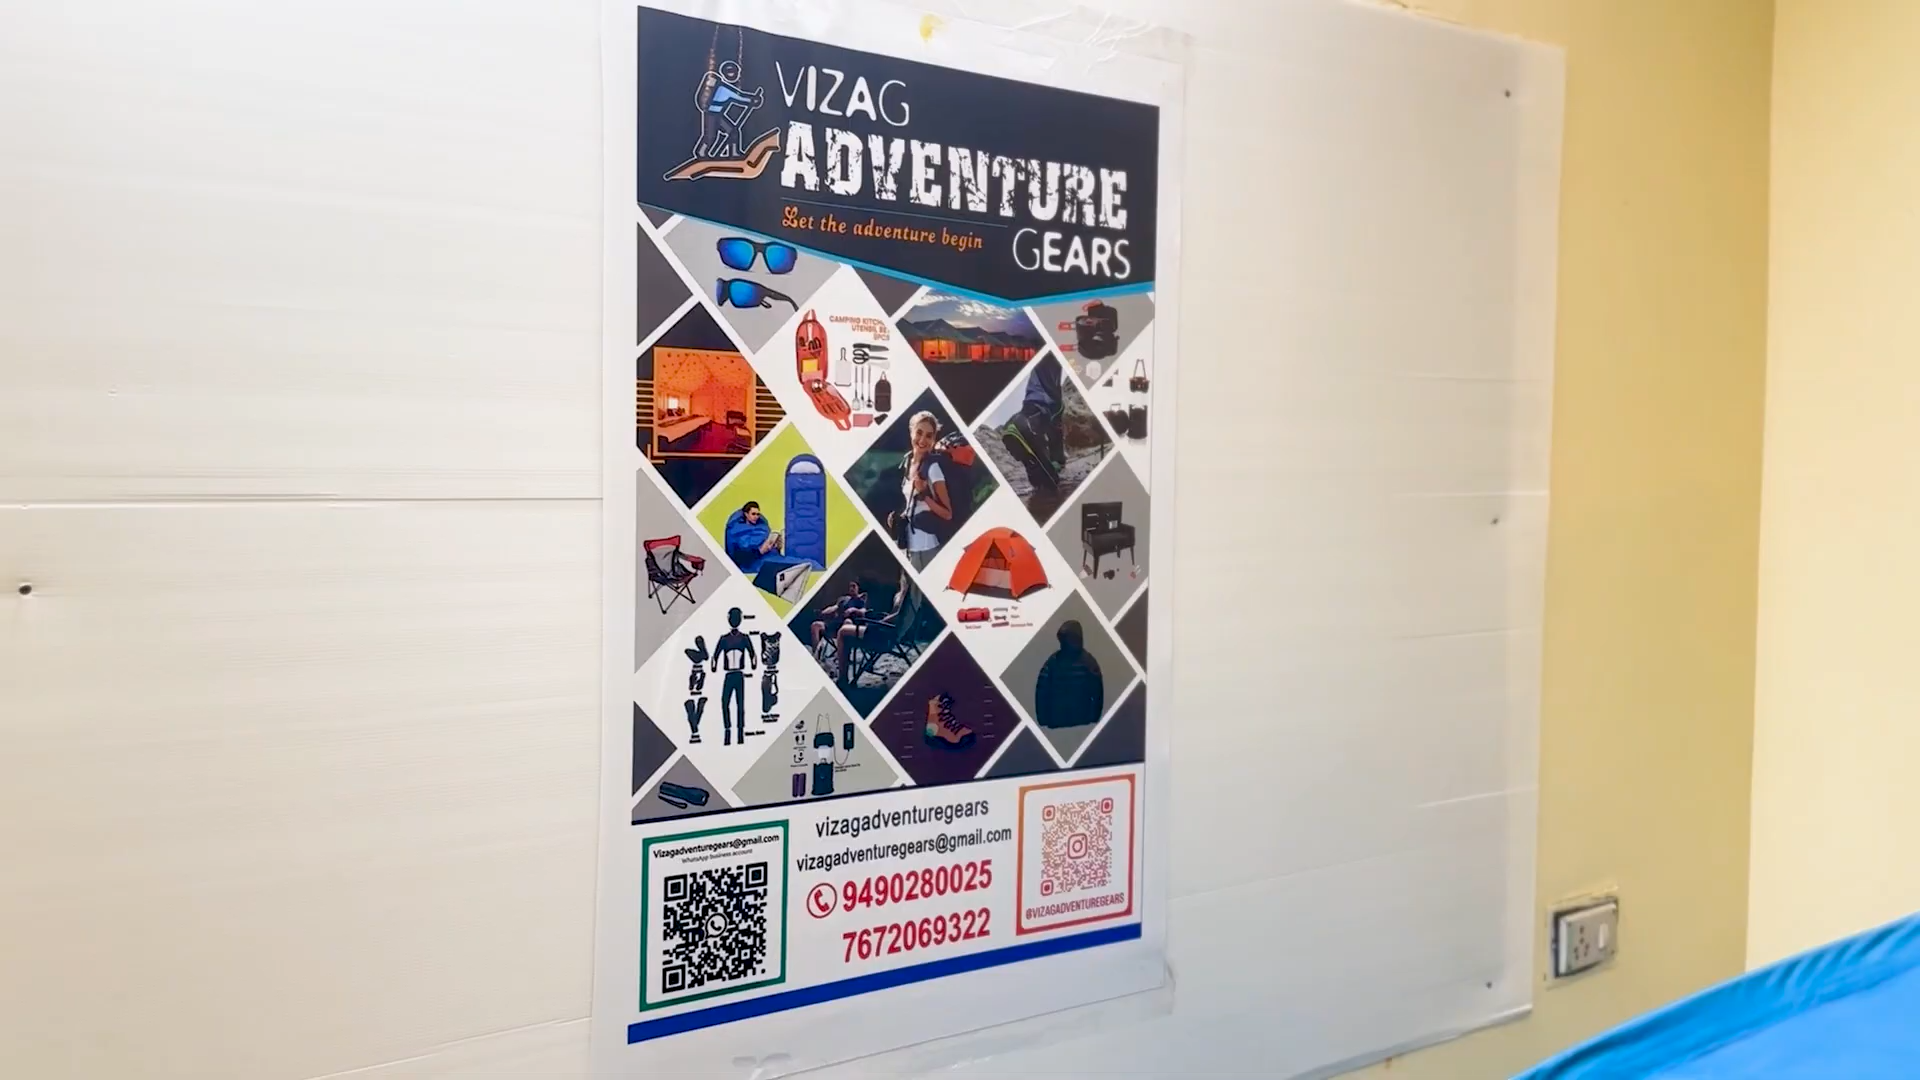 VIZAG
ADVENTURE
GEARS
Let the adventure begin
CAMPING KITCHEN
UTENSIL SET
vizagadventuregears
vizagadventuregears@gmail.com
9490280025
7672069322
Vizagadventuregears@gmail.com
WhatsApp business account
@VIZAGADVENTUREGEARS